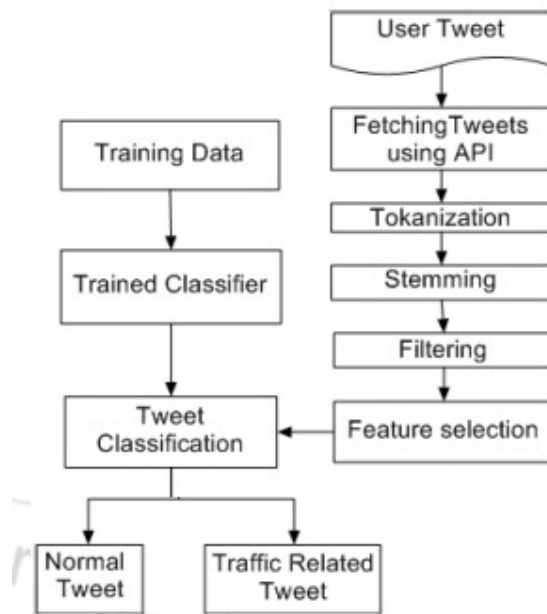 User Tweet
FetchingTweets
using API
Training Data
Tokanization
Stemming
Trained Classifier
Filtering
Tweet
Classification
Feature selection
Normal
Tweet
Traffic Related
Tweet